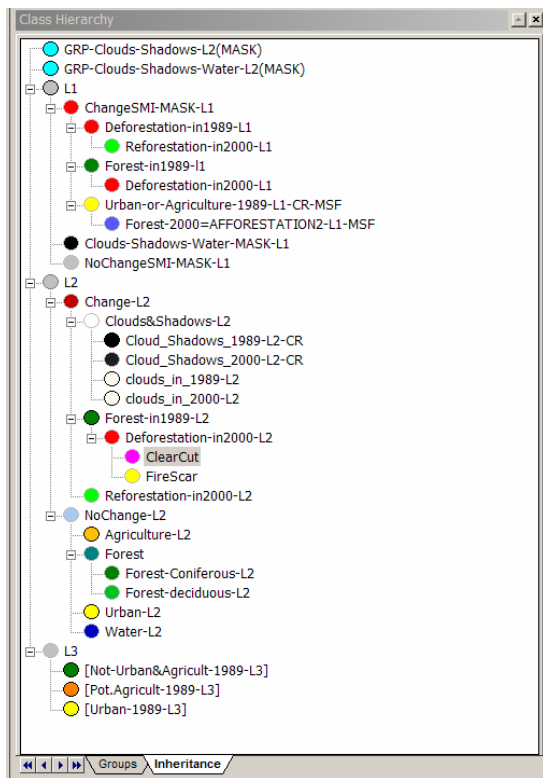 Class Hierarchy
GRP-Clouds-Shadows-L2(MASK)
GRP-Clouds-Shadows-Water-L2(MASK)
L1
ChangeSMI-MASK-L1
Deforestation-in1989-L1
Reforestation-in2000-L1
Forest-in1989-l1
Deforestation-in2000-L1
Urban-or-Agriculture-1989-L1-CR-MSF
Forest-2000=AFFORESTATION2-L1-MSF
Clouds-Shadows-Water-MASK-L1
NoChangeSMI-MASK-L1
L2
Change-L2
Clouds&Shadows-L2
Cloud_Shadows_1989-L2-CR
Cloud_Shadows_2000-L2-CR
clouds_in_1989-L2
clouds_in_2000-L2
Forest-in1989-L2
Deforestation-in2000-L2
ClearCut
FireScar
Reforestation-in2000-L2
NoChange-L2
Agriculture-L2
Forest
Forest-Coniferous-L2
Forest-deciduous-L2
Urban-L2
Water-L2
L3
[Not-Urban&Agricult-1989-L3]
[Pot.Agricult-1989-L3]
[Urban-1989-L3]
Groups Inheritance